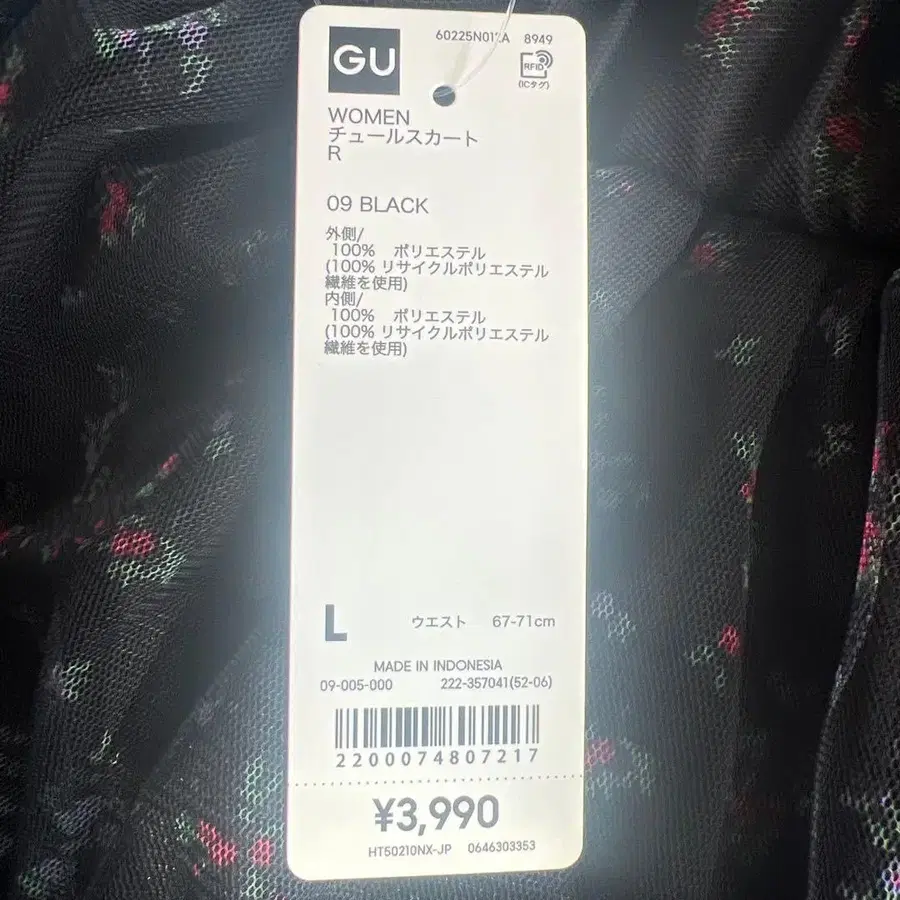 GU
60225N012A 8949
RFID
(ICタグ)
WOMEN
チュールスカート
R
09 BLACK
外側/
100% ポリエステル
(100% リサイクルポリエステル
繊維を使用)
内側/
100% ポリエステル
(100% リサイクルポリエステル
繊維を使用)
L ウエスト 67-71cm
MADE IN INDONESIA
09-005-000 222-357041(52-06)
2200074807217
¥3,990
HT50210NX-JP 0646303353